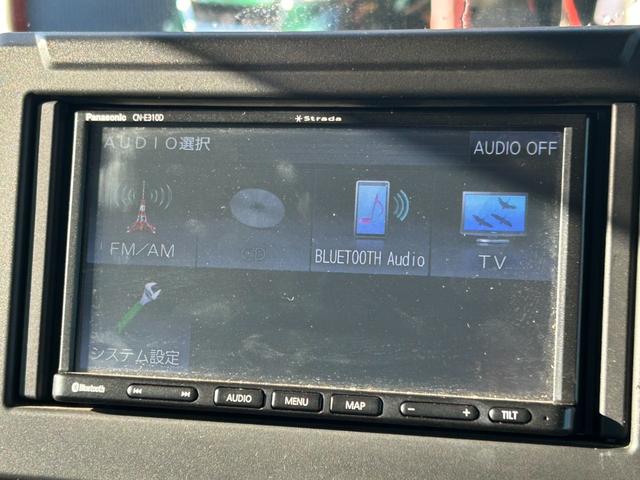 Panasonic CN-E310D Strada
AUDIO選択 AUDIO OFF
FM/AM CD BLUETOOTH Audio TV
システム設定
Bluetooth AUDIO MENU MAP - + TILT